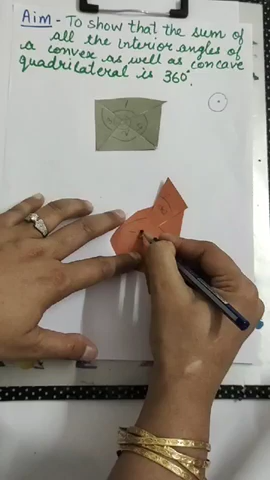 Aim - To show that the sum of
all the interior angles of
a convex as well as concave
quadrilateral is 360°.